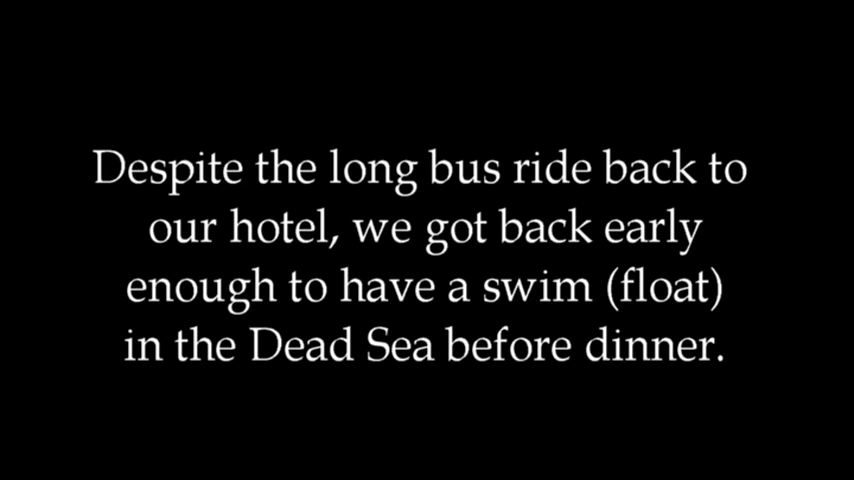 Despite the long bus ride back to
our hotel, we got back early
enough to have a swim (float)
in the Dead Sea before dinner.